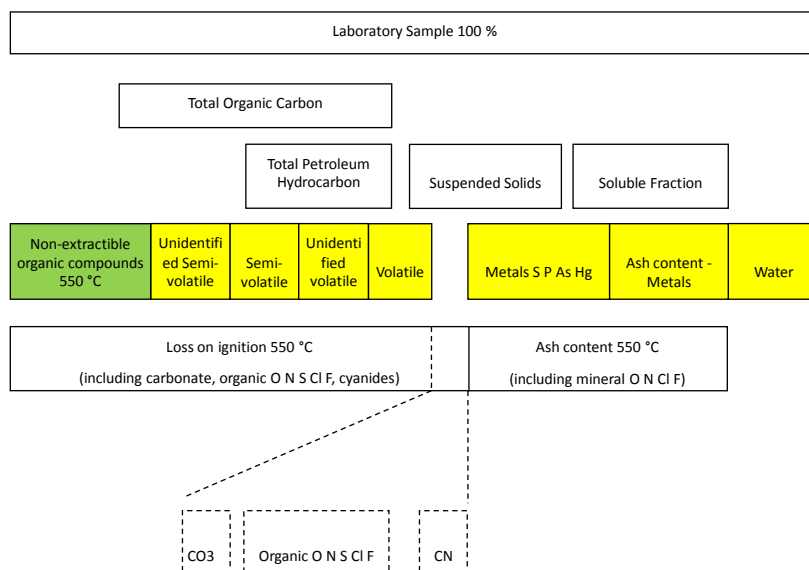 Laboratory Sample 100 %
Total Organic Carbon
Total Petroleum
Hydrocarbon
Suspended Solids
Soluble Fraction
Non-extractible
organic compounds
550 °C
Unidentifi
ed Semi-
volatile
Semi-
volatile
Unident
ified
volatile
Volatile
Metals S P As Hg
Ash content -
Metals
Water
Loss on ignition 550 °C
(including carbonate, organic O N S Cl F, cyanides)
Ash content 550 °C
(including mineral O N Cl F)
CO3
Organic O N S Cl F
CN